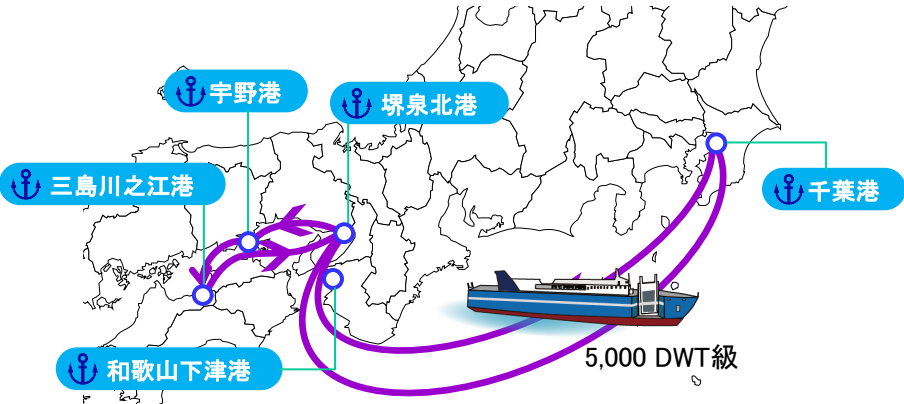 宇野港
堺泉北港
三島川之江港
千葉港
5,000 DWT級
和歌山下津港